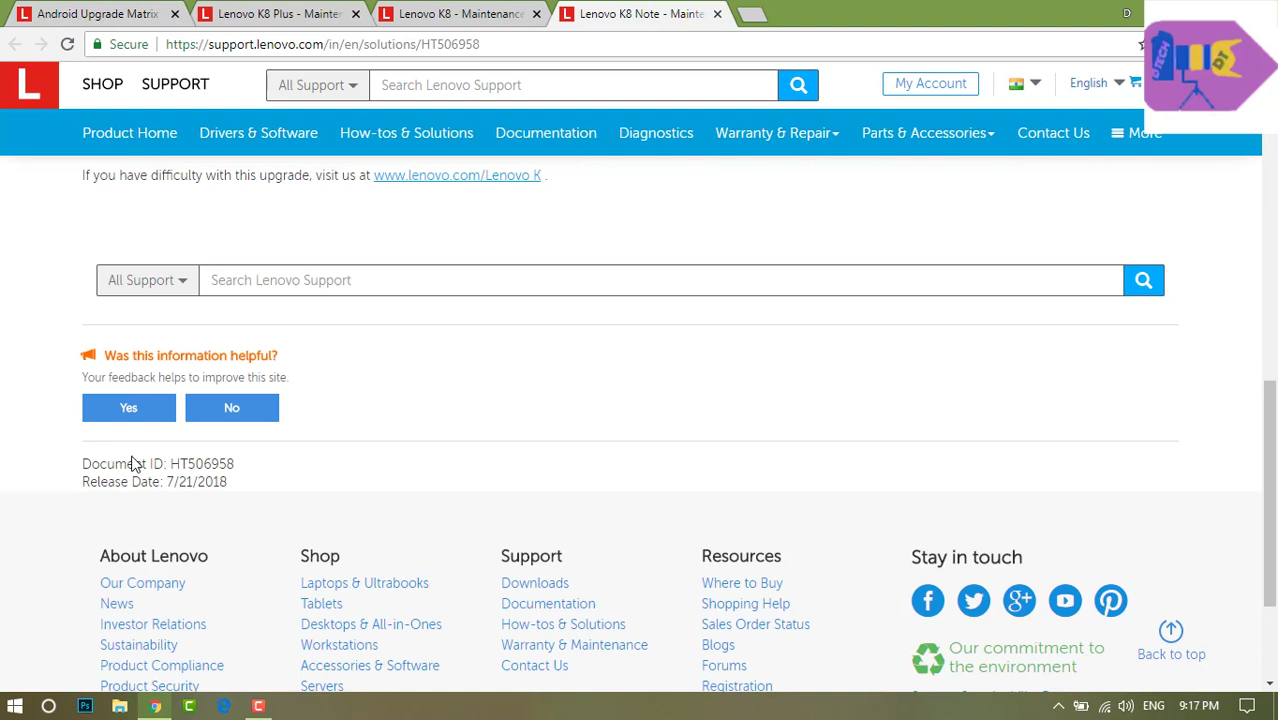 Android Upgrade Matrix
Lenovo K8 Plus - Mainter
Lenovo K8 - Maintenance
Lenovo K8 Note - Mainte
D
Secure https://support.lenovo.com/in/en/solutions/HT506958
L SHOP SUPPORT All Support Search Lenovo Support My Account English
Product Home Drivers & Software How-tos & Solutions Documentation Diagnostics Warranty & Repair Parts & Accessories Contact Us More
TECH
DT
If you have difficulty with this upgrade, visit us at www.lenovo.com/Lenovo K .
All Support Search Lenovo Support
Was this information helpful?
Your feedback helps to improve this site.
Yes No
Document ID: HT506958
Release Date: 7/21/2018
About Lenovo
Our Company
News
Investor Relations
Sustainability
Product Compliance
Product Security
Shop
Laptops & Ultrabooks
Tablets
Desktops & All-in-Ones
Workstations
Accessories & Software
Servers
Support
Downloads
Documentation
How-tos & Solutions
Warranty & Maintenance
Contact Us
Resources
Where to Buy
Shopping Help
Sales Order Status
Blogs
Forums
Registration
Stay in touch
Our commitment to
the environment
Back to top
ENG 9:17 PM